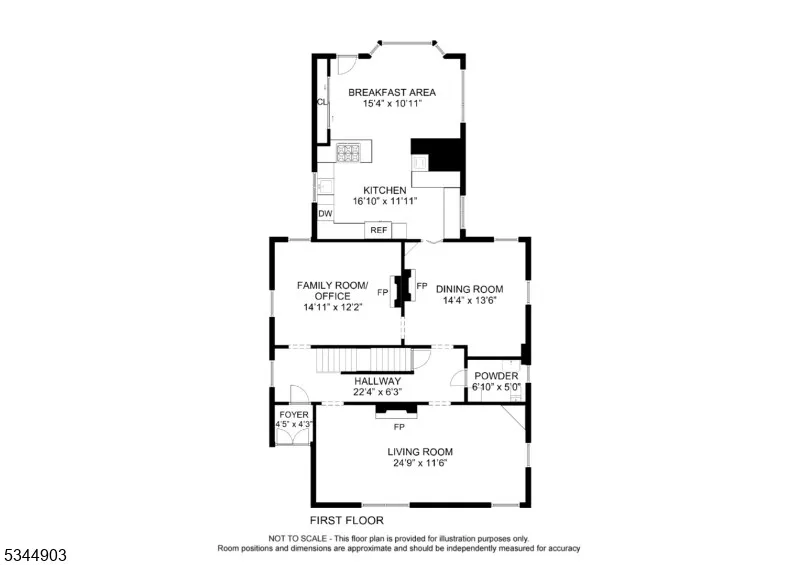 BREAKFAST AREA
15'4" x 10'11"
CL
KITCHEN
16'10" x 11'11"
DW
REF
FAMILY ROOM/
OFFICE
14'11" x 12'2"
FP
FP
DINING ROOM
14'4" x 13'6"
HALLWAY
22'4" x 6'3"
POWDER
6'10" x 5'0"
FOYER
4'5" x 4'3"
FP
LIVING ROOM
24'9" x 11'6"
FIRST FLOOR
NOT TO SCALE - This floor plan is provided for illustration purposes only.
Room positions and dimensions are approximate and should be independently measured for accuracy
5344903